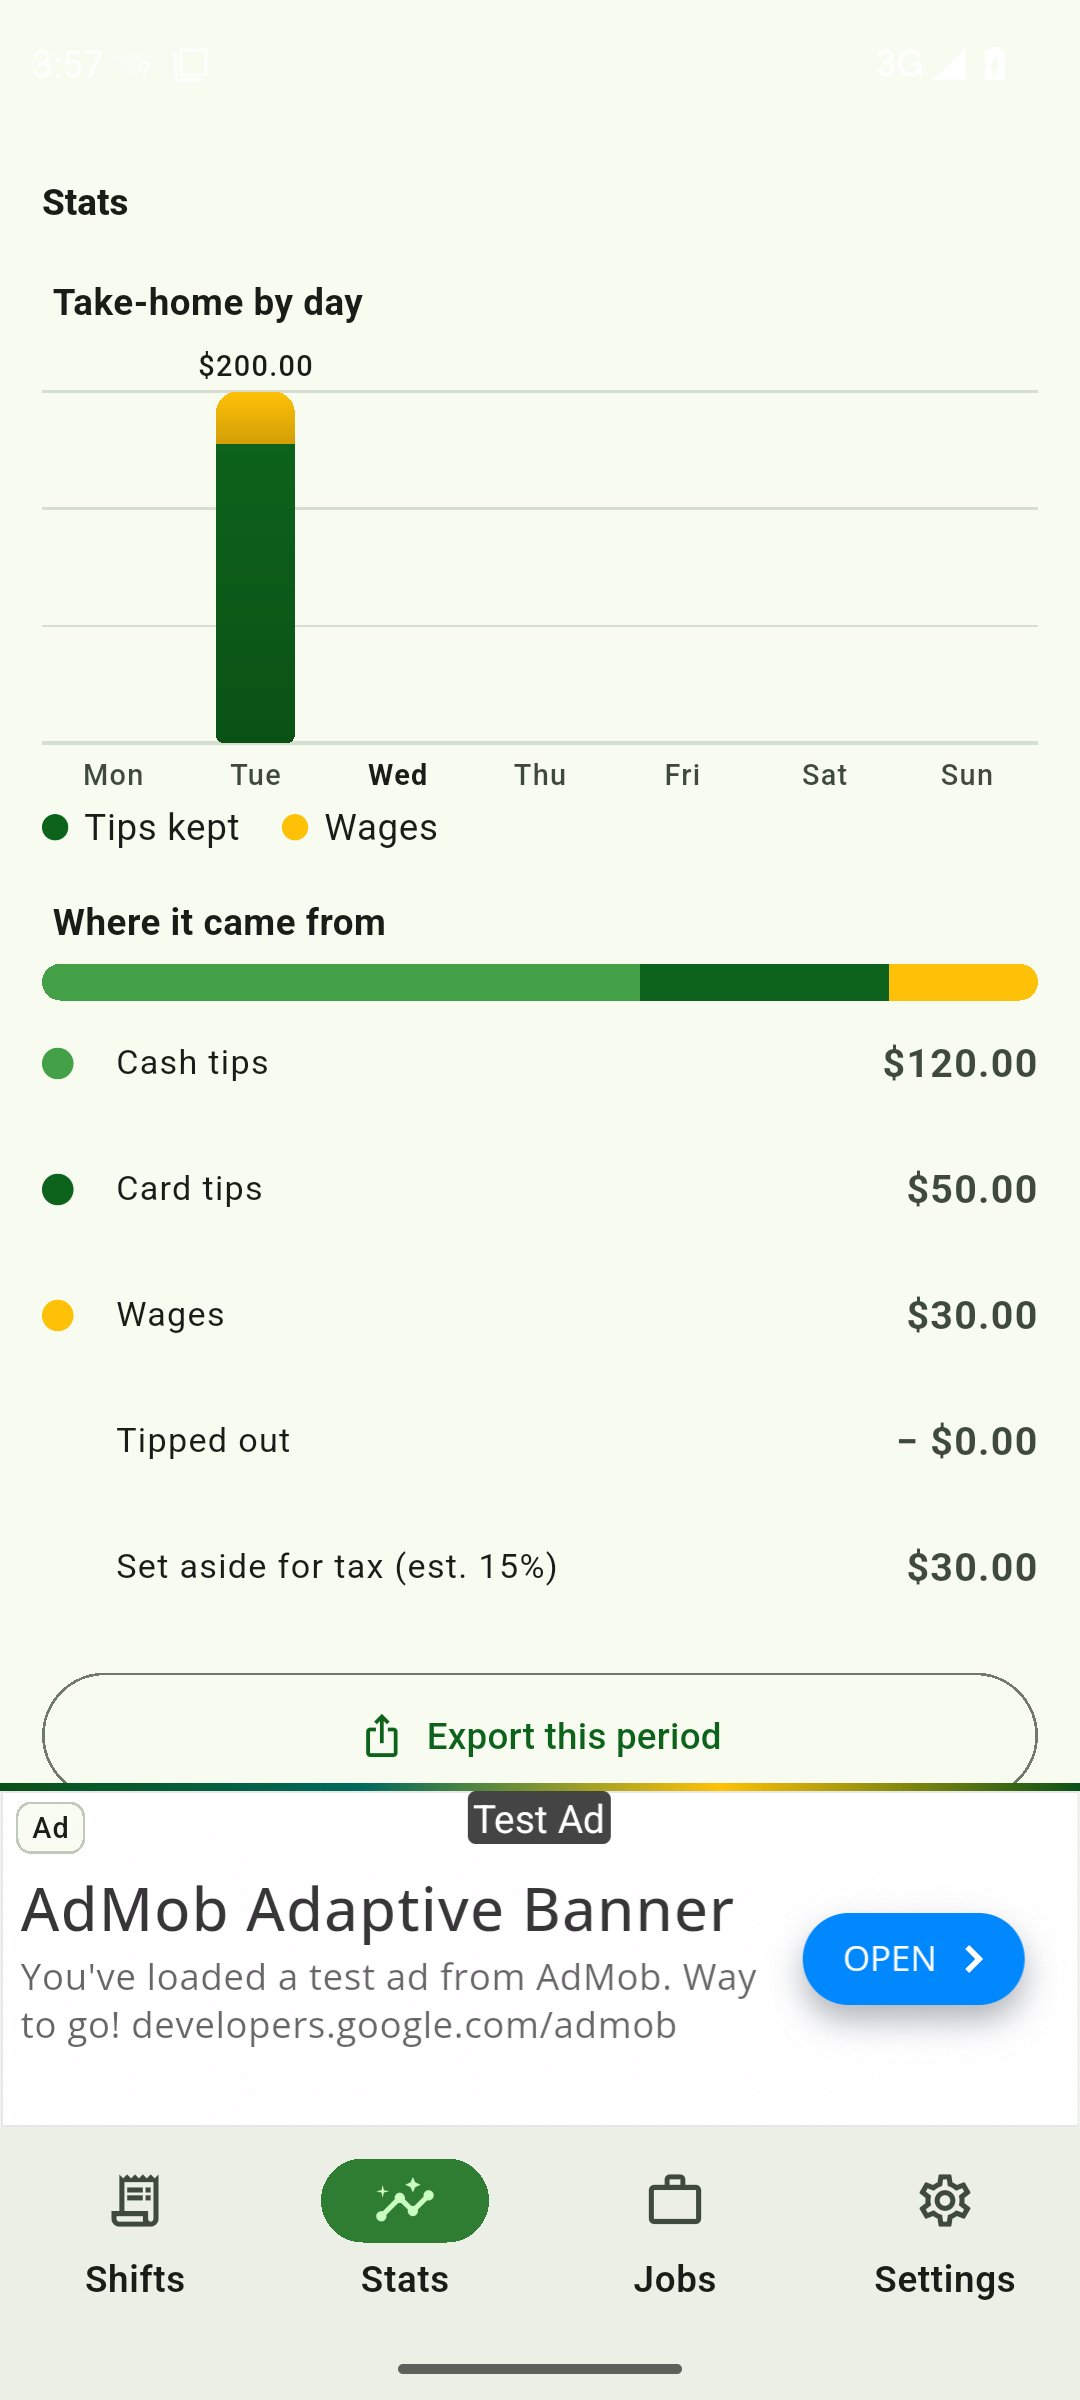 3:57
3G
Stats
Take-home by day
$200.00
Mon Tue Wed Thu Fri Sat Sun
Tips kept Wages
Where it came from
Cash tips $120.00
Card tips $50.00
Wages $30.00
Tipped out − $0.00
Set aside for tax (est. 15%) $30.00
Export this period
Ad
Test Ad
AdMob Adaptive Banner
You've loaded a test ad from AdMob. Way
to go! developers.google.com/admob
OPEN
Shifts Stats Jobs Settings